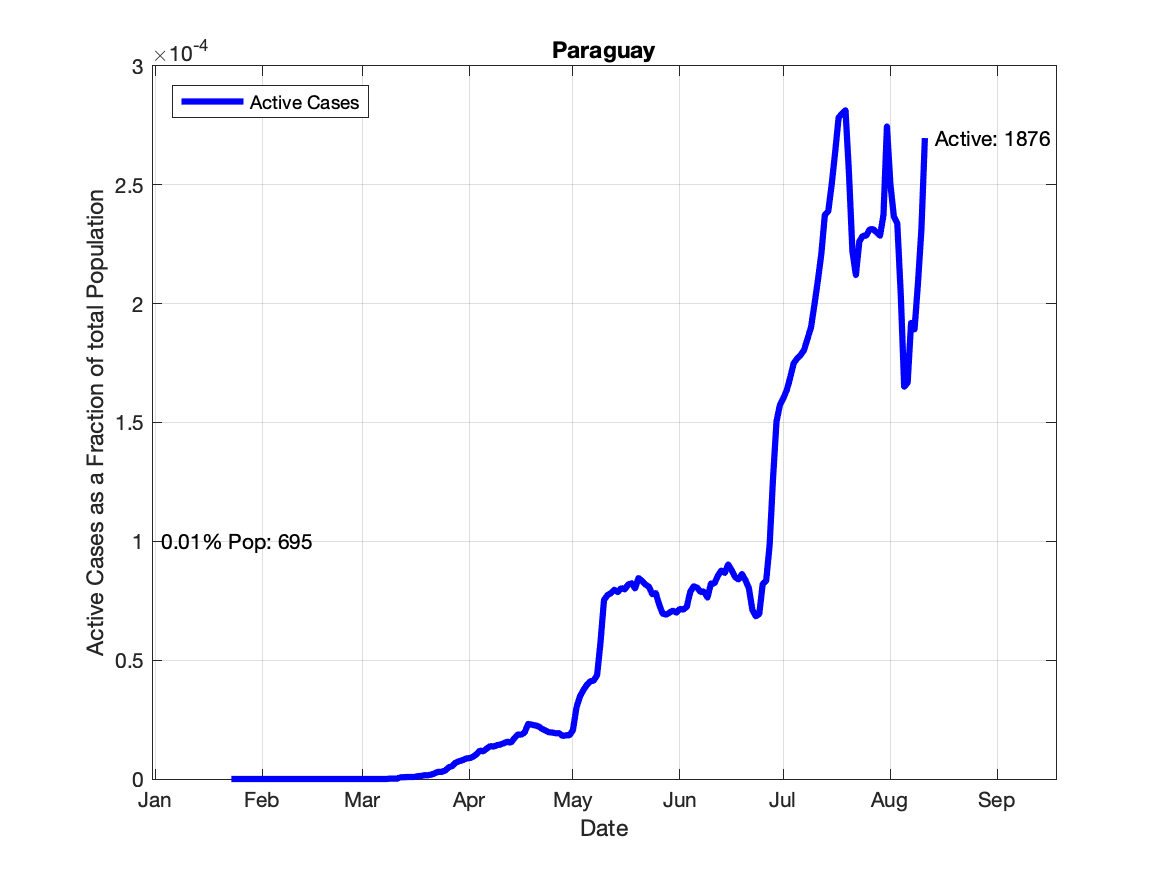 Paraguay
×10-4
3
2.5
2
1.5
1
0.5
0
Active Cases as a Fraction of total Population
Active Cases
Active: 1876
0.01% Pop: 695
Jan Feb Mar Apr May Jun Jul Aug Sep
Date